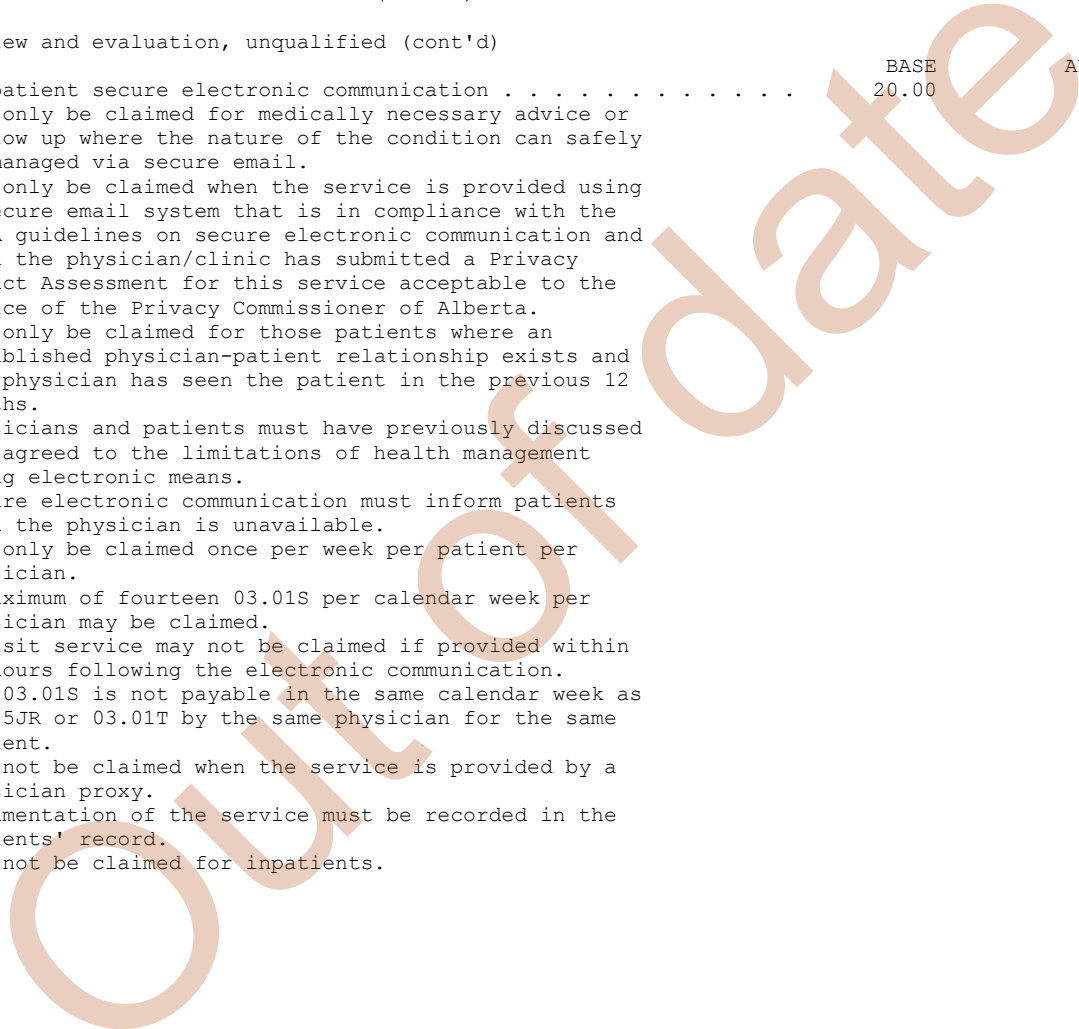 ew and evaluation, unqualified (cont'd)
BASE A
patient secure electronic communication . . . . . . . . . . . . 20.00
only be claimed for medically necessary advice or
ow up where the nature of the condition can safely
anaged via secure email.
only be claimed when the service is provided using
ecure email system that is in compliance with the
A guidelines on secure electronic communication and
the physician/clinic has submitted a Privacy
ct Assessment for this service acceptable to the
ce of the Privacy Commissioner of Alberta.
only be claimed for those patients where an
blished physician-patient relationship exists and
physician has seen the patient in the previous 12
hs.
icians and patients must have previously discussed
agreed to the limitations of health management
g electronic means.
re electronic communication must inform patients
the physician is unavailable.
only be claimed once per week per patient per
ician.
ximum of fourteen 03.01S per calendar week per
ician may be claimed.
sit service may not be claimed if provided within
ours following the electronic communication.
03.01S is not payable in the same calendar week as
5JR or 03.01T by the same physician for the same
ent.
not be claimed when the service is provided by a
ician proxy.
mentation of the service must be recorded in the
ents' record.
not be claimed for inpatients.
Out of date